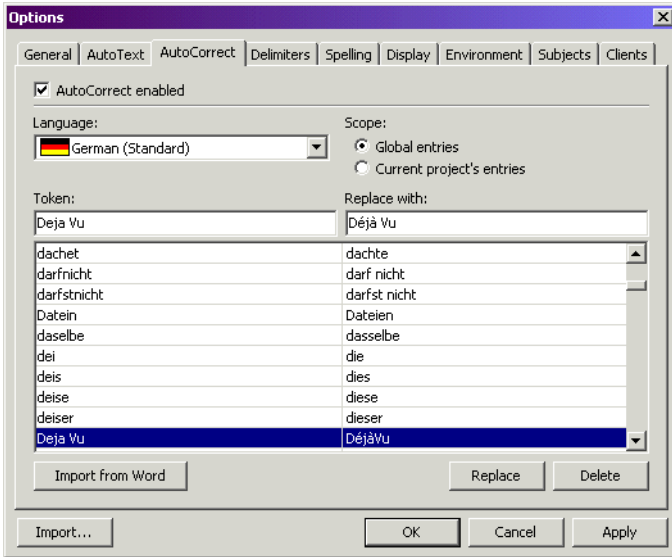 Options
General AutoText AutoCorrect Delimiters Spelling Display Environment Subjects Clients
AutoCorrect enabled
Language: Scope:
German (Standard) Global entries
Current project's entries
Token: Replace with:
Deja Vu Déjà Vu
dachet dachte
darfnicht darf nicht
darfstnicht darfst nicht
Datein Dateien
daselbe dasselbe
dei die
deis dies
deise diese
deiser dieser
Deja Vu DéjàVu
Import from Word Replace Delete
Import... OK Cancel Apply